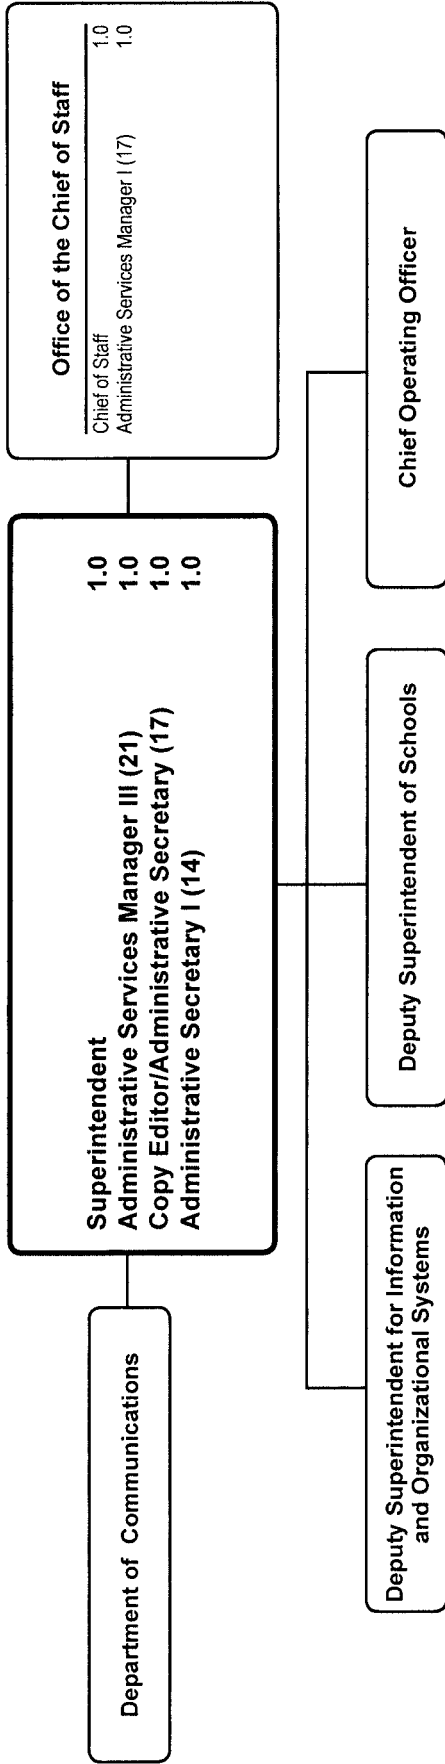 Department of Communications
Superintendent 1.0
Administrative Services Manager III (21) 1.0
Copy Editor/Administrative Secretary (17) 1.0
Administrative Secretary I (14) 1.0
Office of the Chief of Staff
Chief of Staff 1.0
Administrative Services Manager I (17) 1.0
Deputy Superintendent for Information
and Organizational Systems
Deputy Superintendent of Schools
Chief Operating Officer